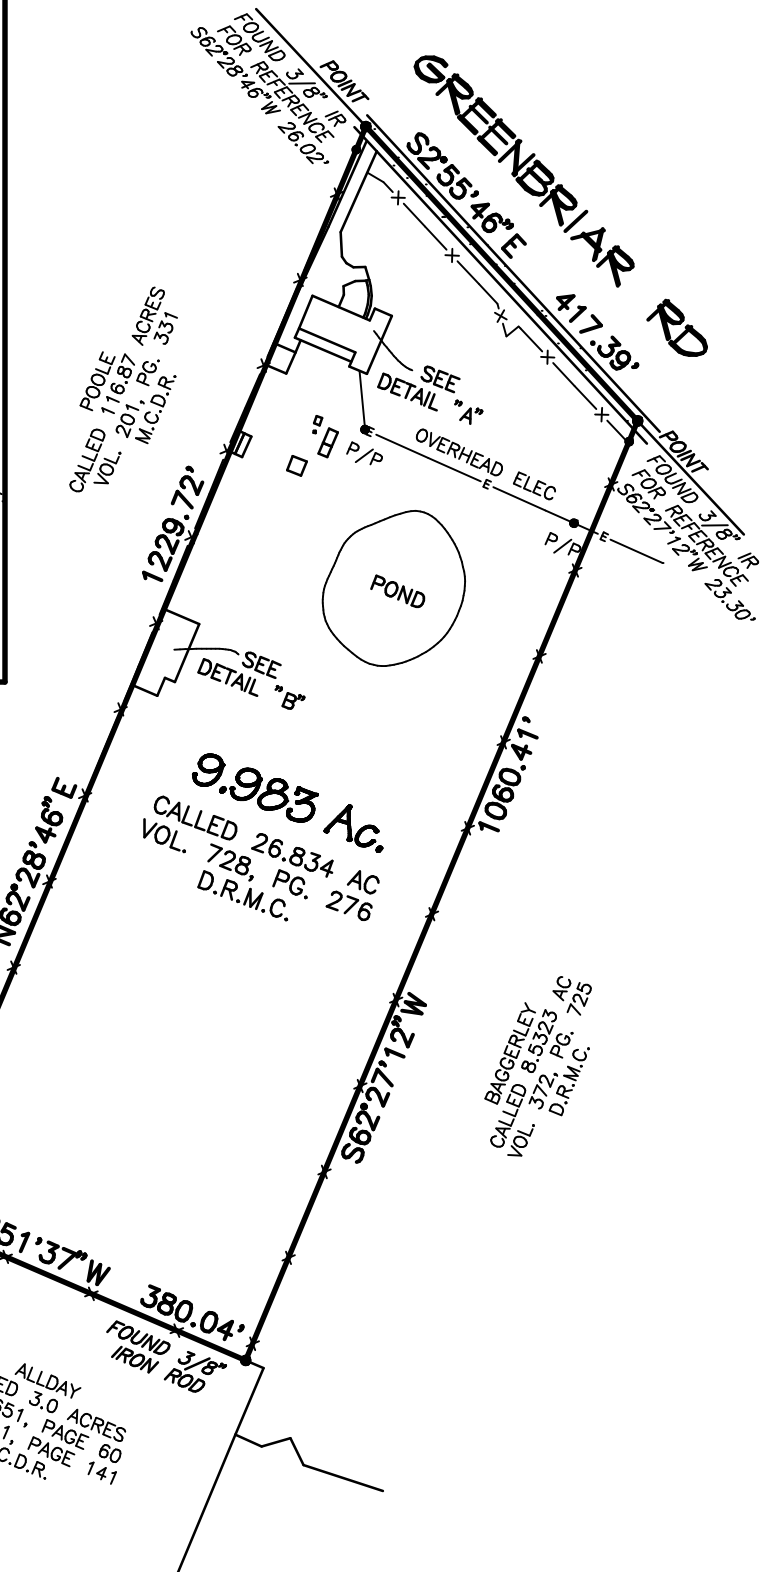 FOUND 3/8" IR
FOR REFERENCE
S62°28'46"W 26.02'
POINT
GREENBRIAR RD
S2°55'46"E
417.39'
POINT
FOUND 3/8" IR
FOR REFERENCE
S62°27'12"W 23.30'
POOLE
CALLED 116.87 ACRES
VOL. 201, PG. 331
M.C.D.R.
SEE
DETAIL "A"
OVERHEAD ELEC
P/P
E
E
P/P
E
1229.72'
POND
SEE
DETAIL "B"
1060.41'
9.983 Ac.
CALLED 26.834 AC
VOL. 728, PG. 276
D.R.M.C.
N62°28'46"E
BAGGERLEY
CALLED 8.5323 AC
VOL. 372, PG. 725
D.R.M.C.
S62°27'12"W
51'37"W
380.04'
FOUND 3/8"
IRON ROD
ALLDAY
ED 3.0 ACRES
651, PAGE 60
1, PAGE 141
C.D.R.